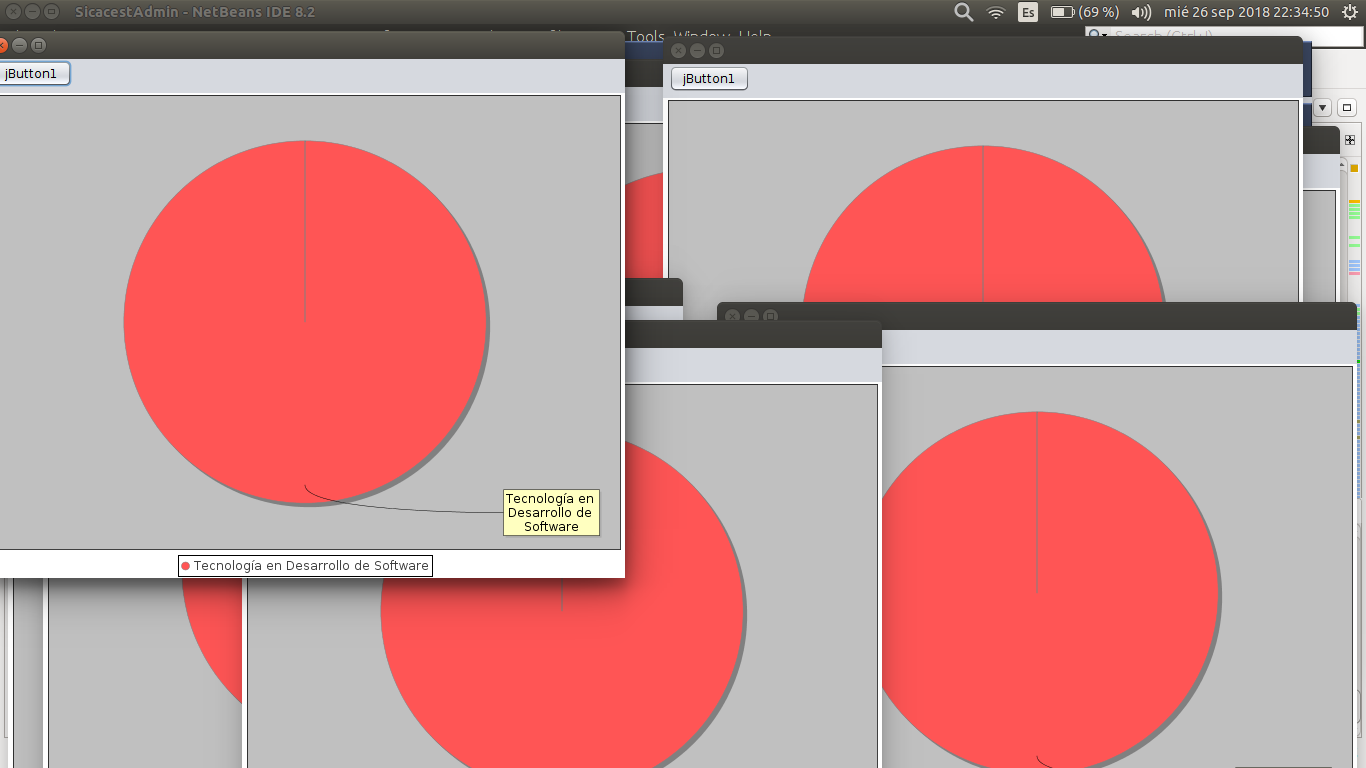 SicacestAdmin - NetBeans IDE 8.2
Es
(69 %)
mié 26 sep 2018 22:34:50
Tools Window Help
Search (Ctrl+I)
jButton1
jButton1
Tecnología en
Desarrollo de
Software
Tecnología en Desarrollo de Software